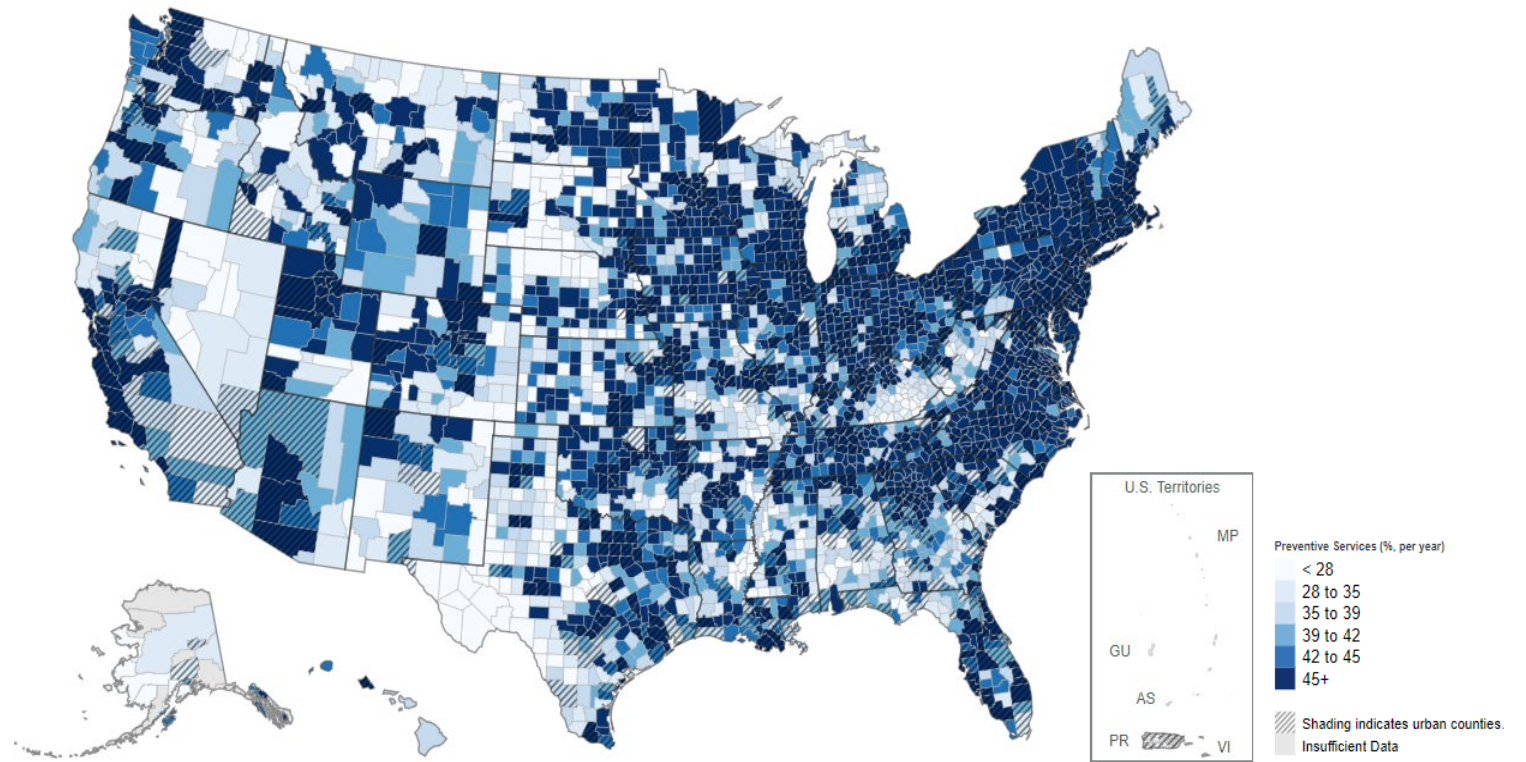 U.S. Territories
MP
GU
AS
PR
VI
Preventive Services (%, per year)
< 28
28 to 35
35 to 39
39 to 42
42 to 45
45+
Shading indicates urban counties.
Insufficient Data